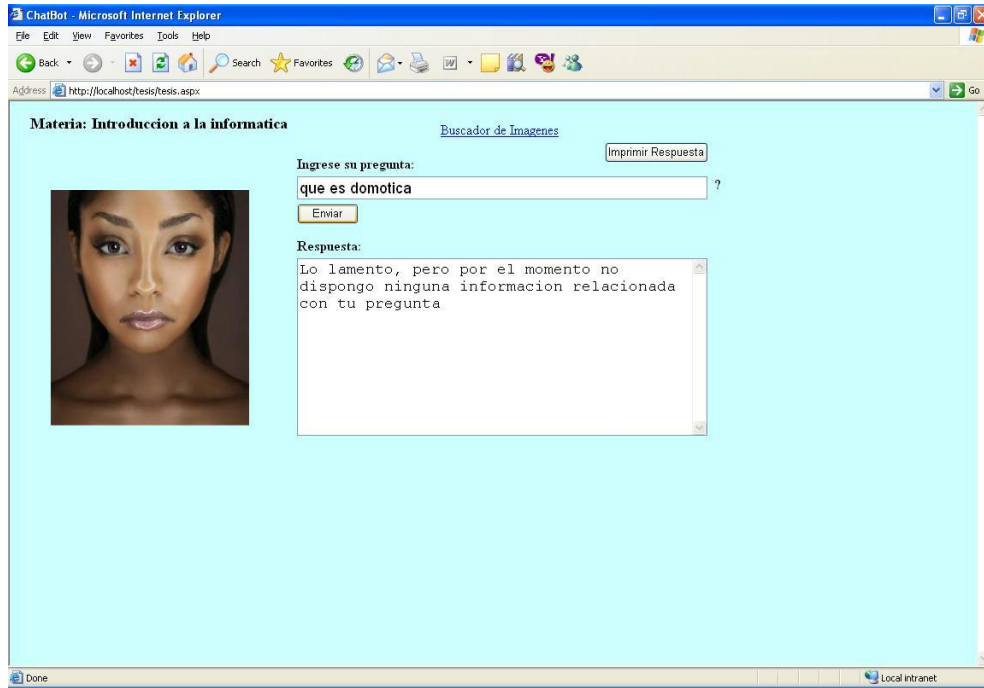 ChatBot - Microsoft Internet Explorer
File Edit View Favorites Tools Help
Back Search Favorites
Address http://localhost/tesis/tesis.aspx Go
Materia: Introduccion a la informatica
Buscador de Imagenes
Imprimir Respuesta
Ingrese su pregunta:
que es domotica ?
Enviar
Respuesta:
Lo lamento, pero por el momento no
dispongo ninguna informacion relacionada
con tu pregunta
Done Local intranet